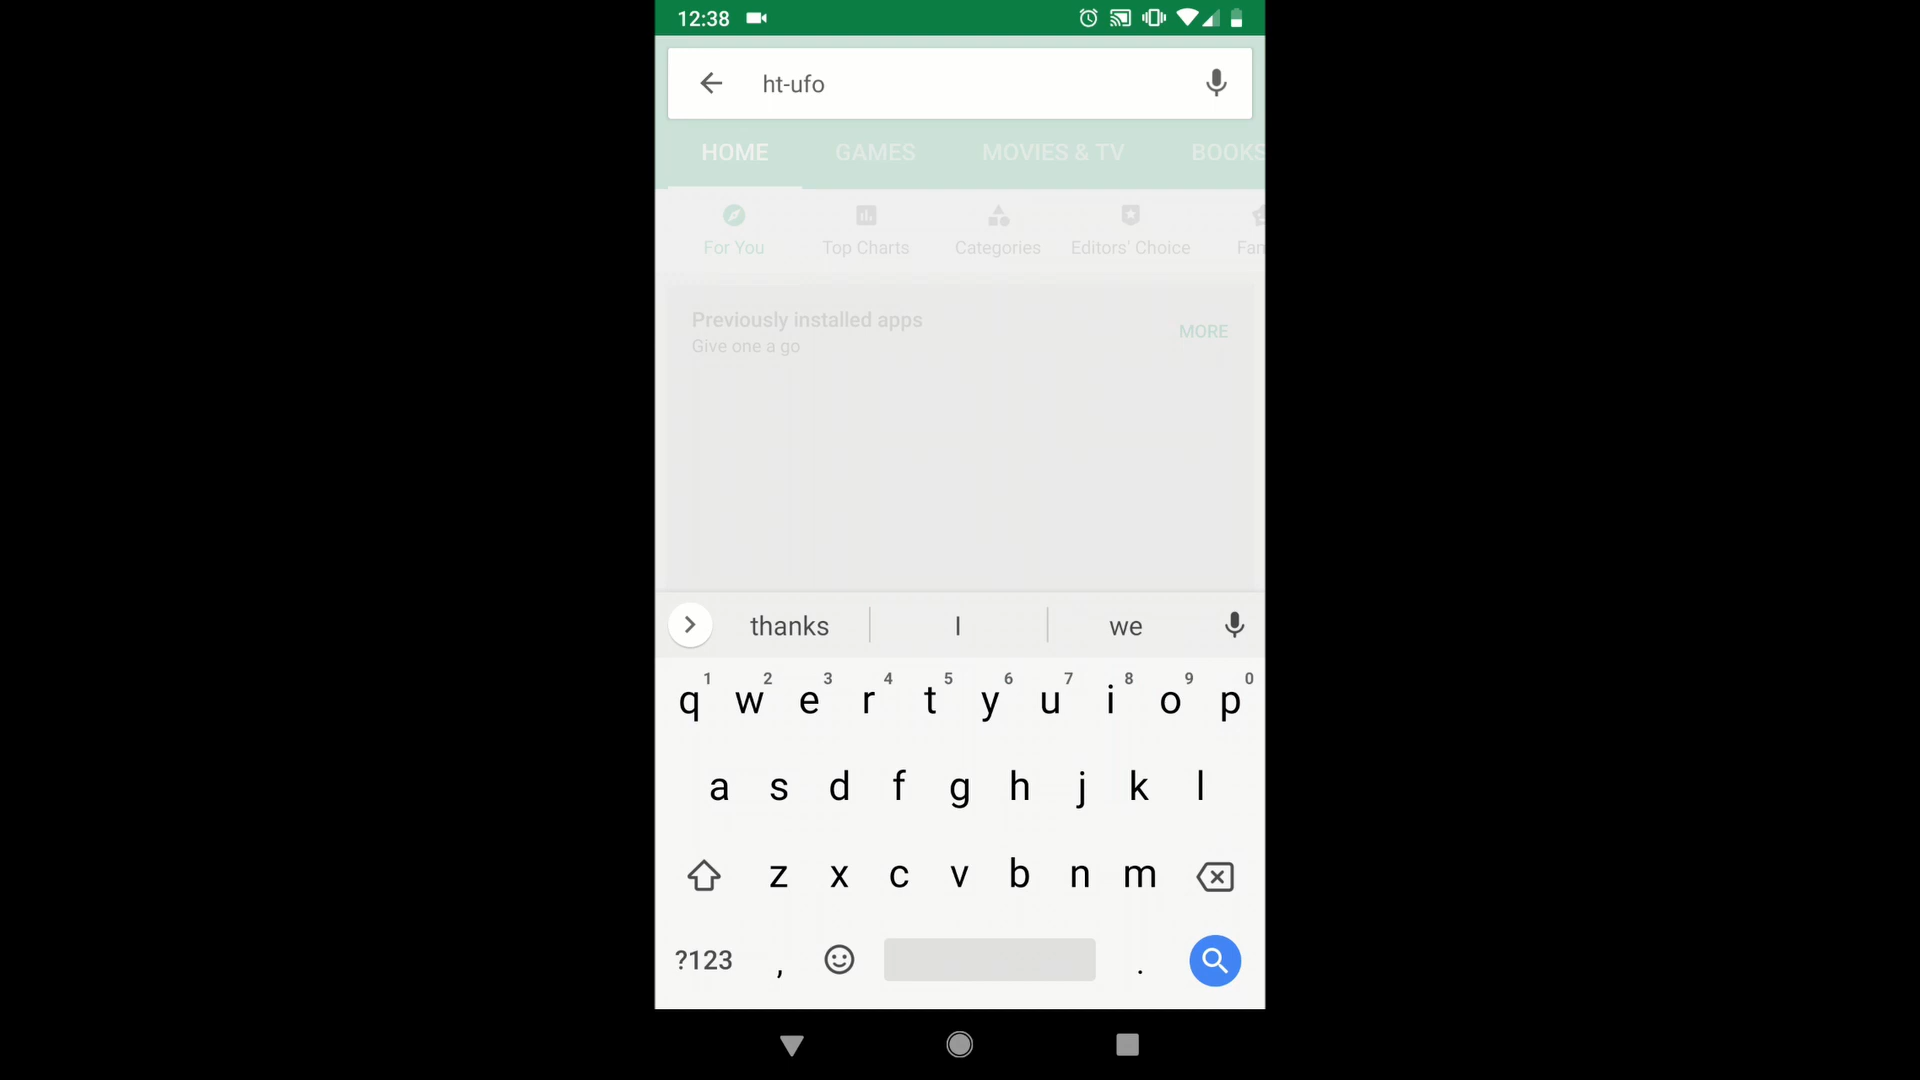 12:38
ht-ufo
HOME GAMES MOVIES & TV BOOKS
For You Top Charts Categories Editors' Choice Fam
Previously installed apps
MORE
Give one a go
thanks I we
1 2 3 4 5 6 7 8 9 0
q w e r t y u i o p
a s d f g h j k l
z x c v b n m
?123 , .